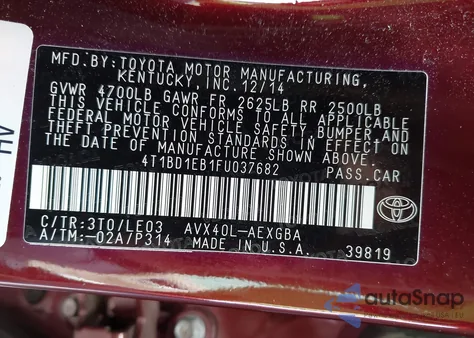 MFD.BY:TOYOTA MOTOR MANUFACTURING,
KENTUCKY, INC. 12/14
GVWR 4700LB GAWR FR 2625LB RR 2500LB
THIS VEHICLE CONFORMS TO ALL APPLICABLE
FEDERAL MOTOR VEHICLE SAFETY,BUMPER,AND
THEFT PREVENTION STANDARDS IN EFFECT ON
THE DATE OF MANUFACTURE SHOWN ABOVE.
4T1BD1EB1FU037682 PASS.CAR
C/TR:3T0/LE03 AVX40L-AEXGBA
A/TM:-02A/P314 MADE IN U.S.A. 39819
TOYOTA
HV
autoSnap